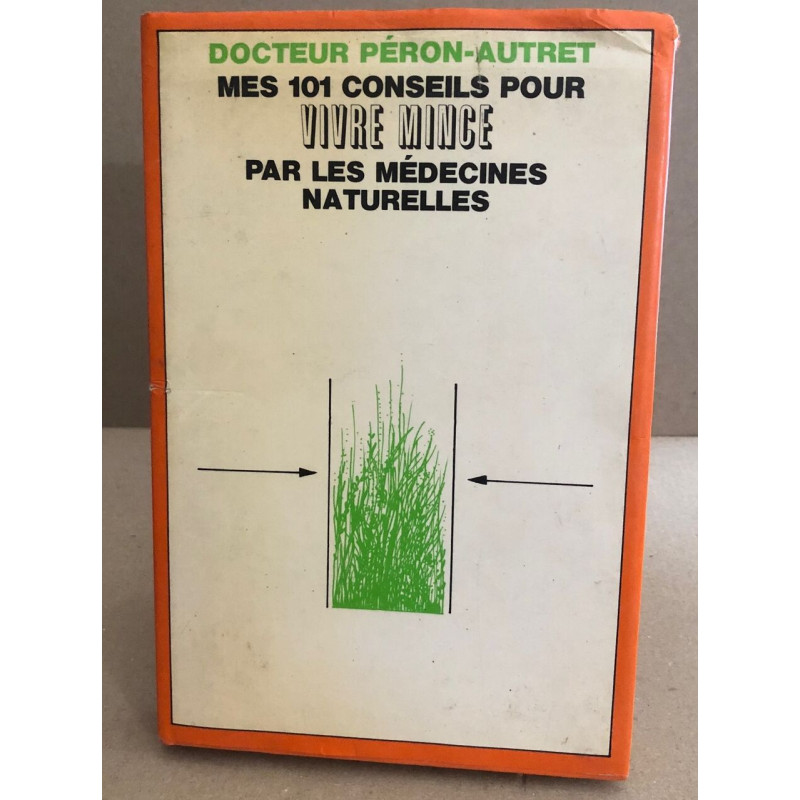 DOCTEUR PÉRON-AUTRET
MES 101 CONSEILS POUR
VIVRE MINCE
PAR LES MÉDECINES
NATURELLES